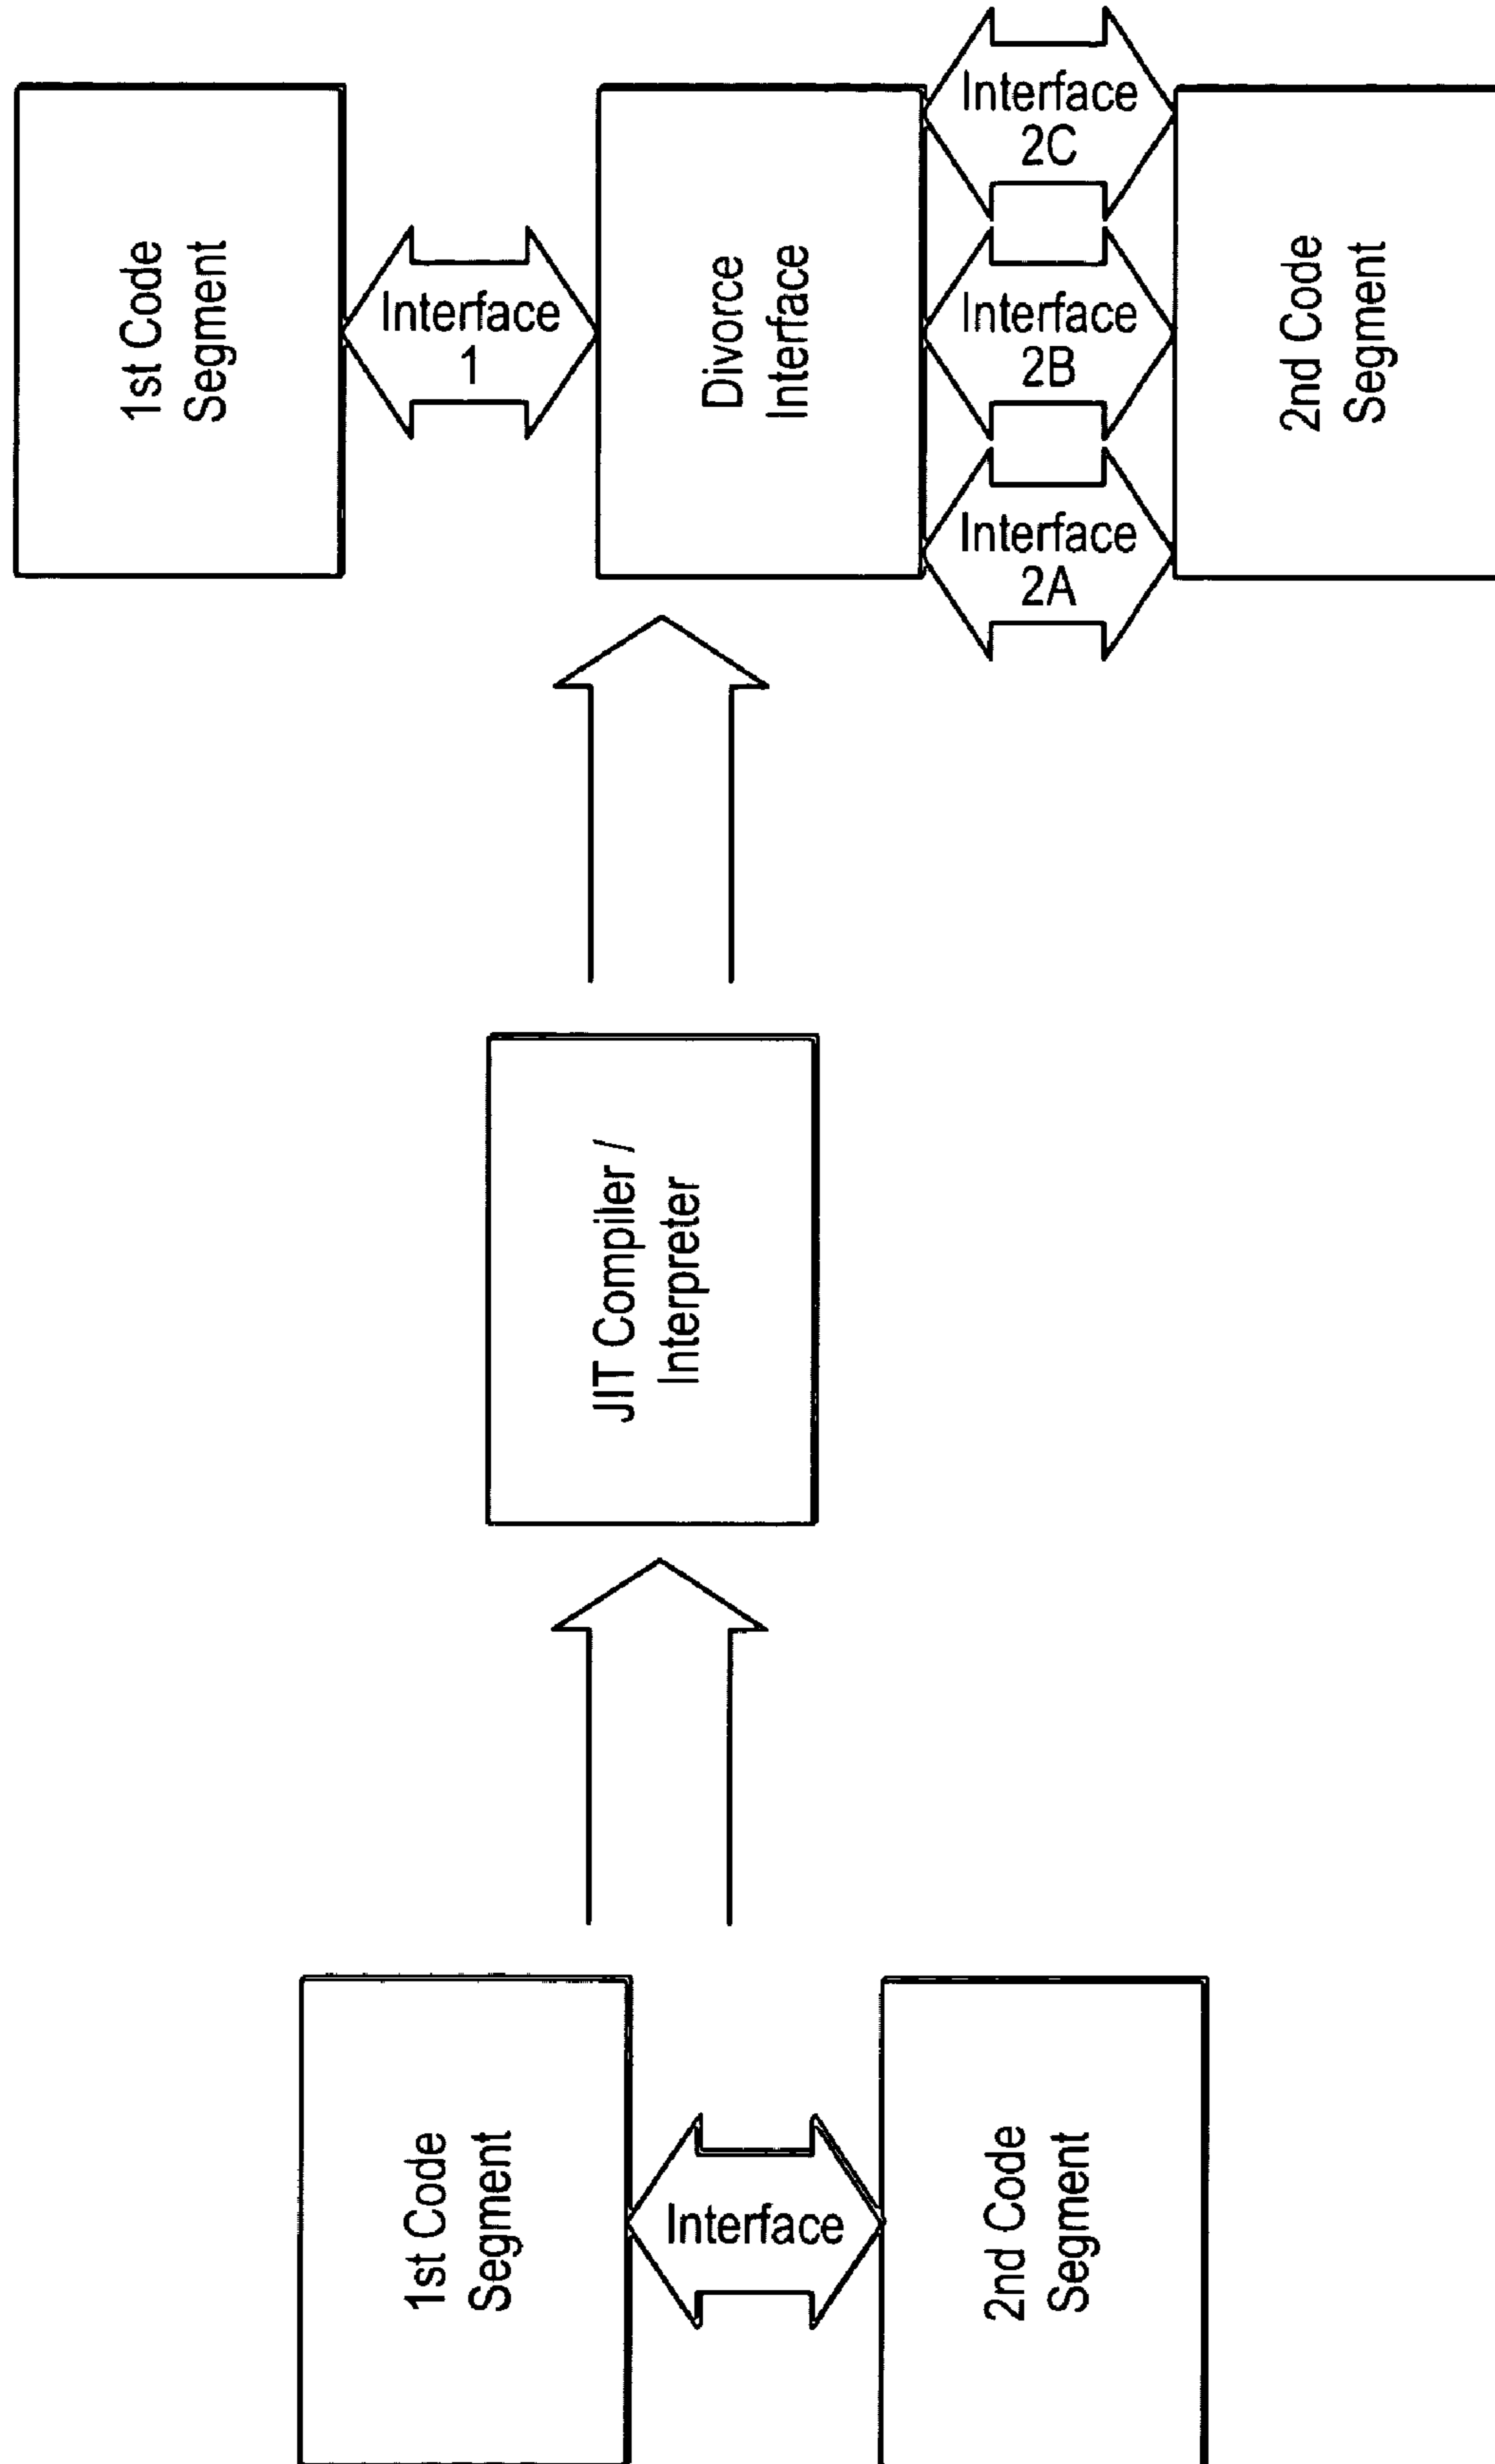 1st Code
Segment
Interface
2nd Code
Segment
JIT Compiler /
Interpreter
1st Code
Segment
Interface
1
Divorce
Interface
Interface
2A
Interface
2B
Interface
2C
2nd Code
Segment